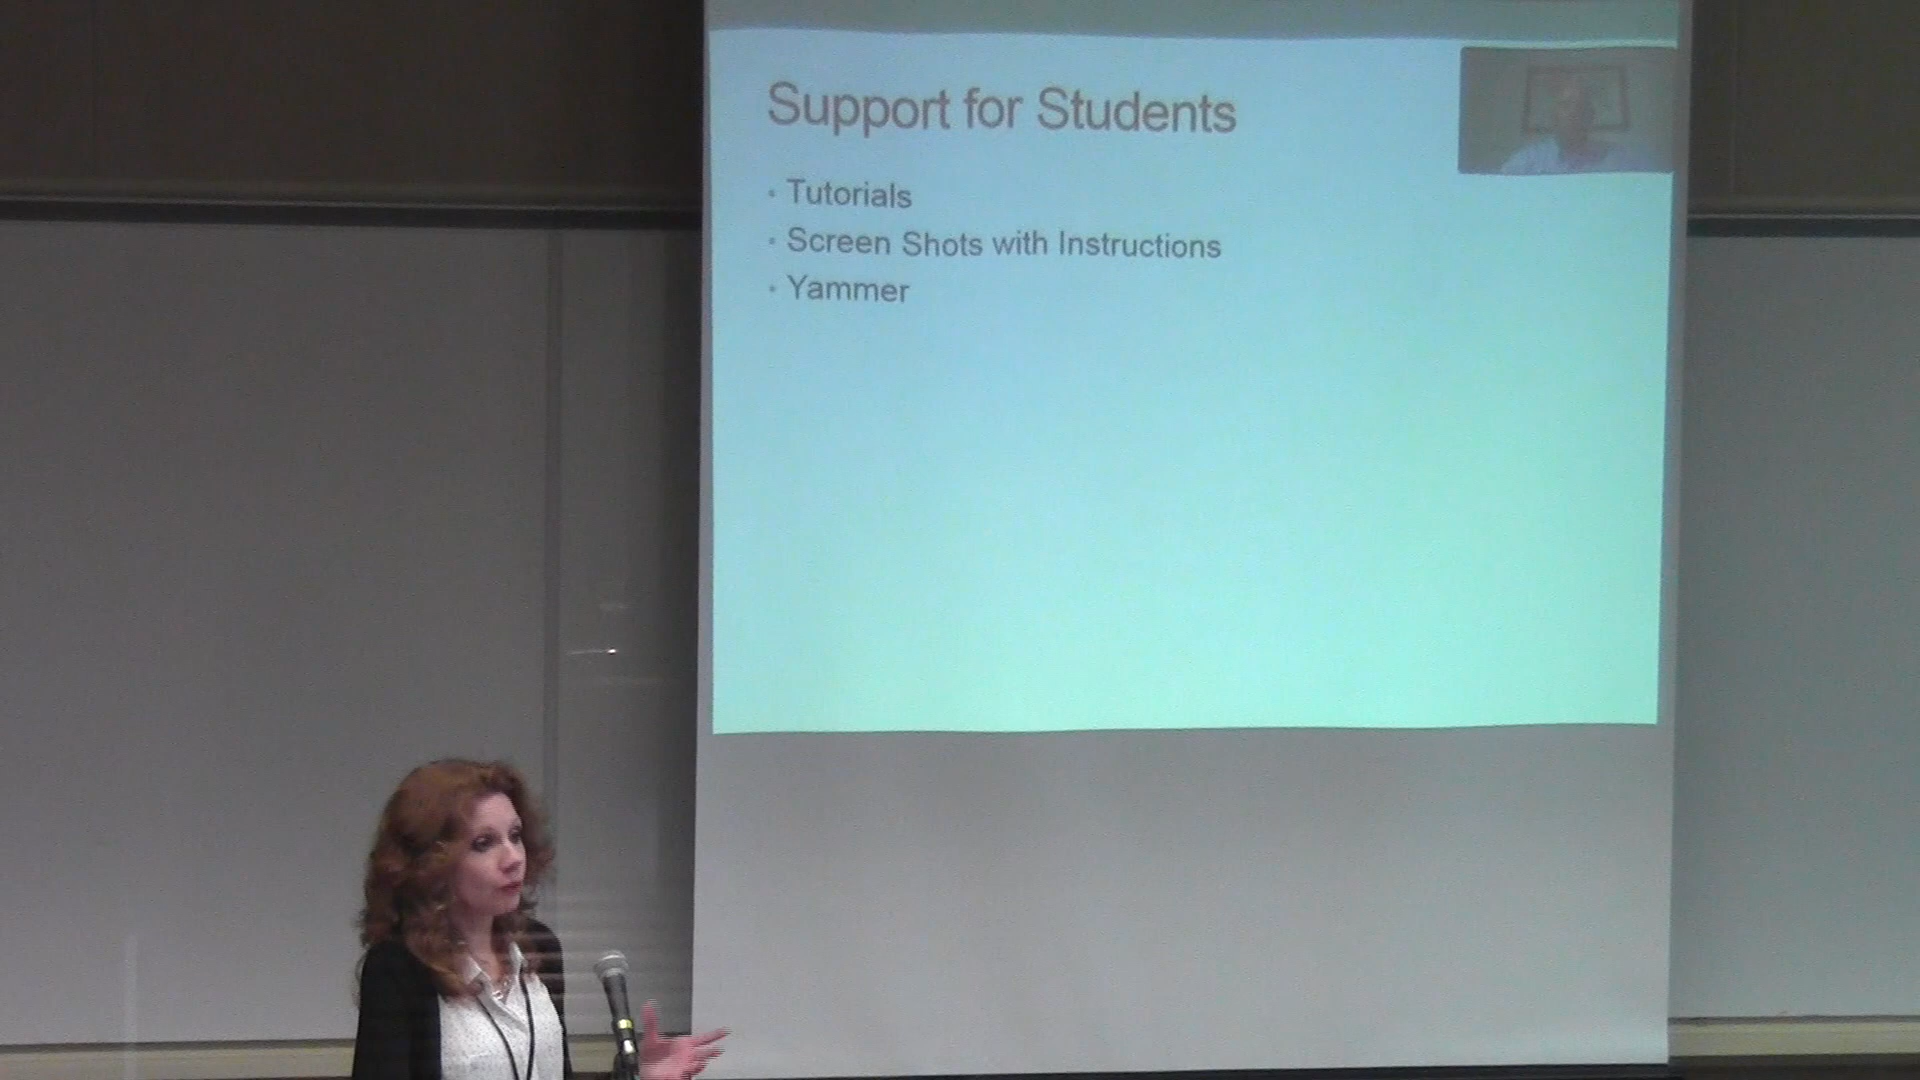 Support for Students
• Tutorials
• Screen Shots with Instructions
• Yammer